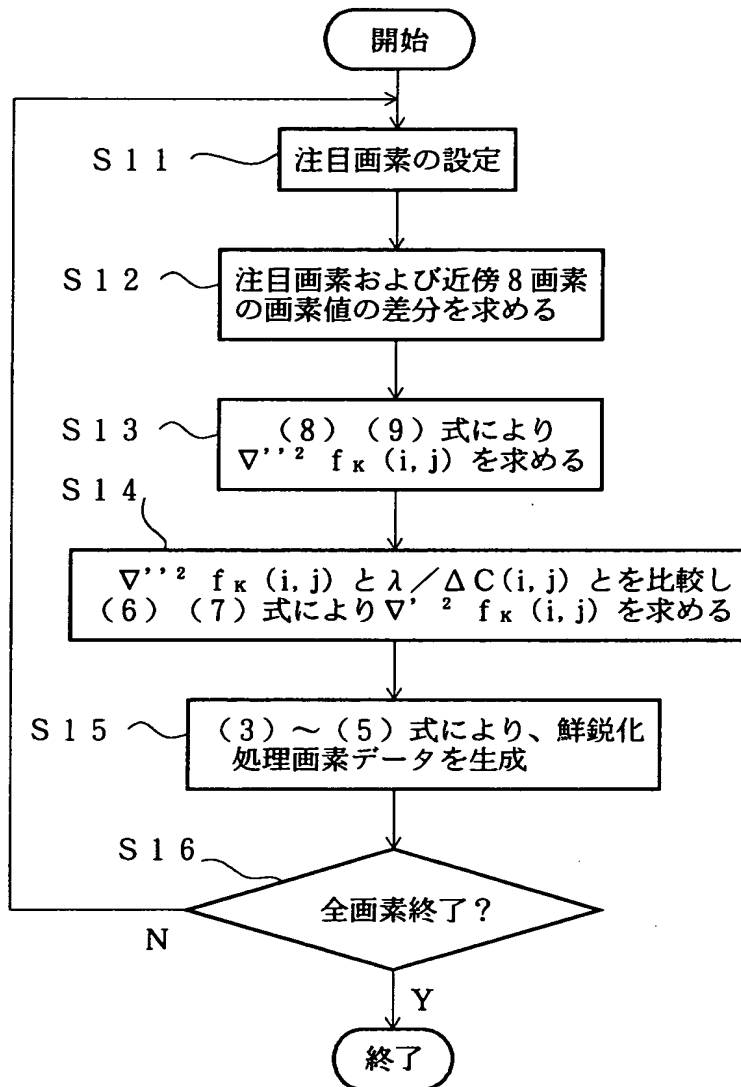 開始
S11
注目画素の設定
S12
注目画素および近傍8画素
の画素値の差分を求める
S13
(8) (9) 式により
∇''² fκ (i, j) を求める
S14
∇''² fκ (i, j) とλ/ΔC(i, j) とを比較し
(6) (7) 式により∇'² fκ (i, j) を求める
S15
(3) ~ (5) 式により、鮮鋭化
処理画素データを生成
S16
全画素終了?
N
Y
終了